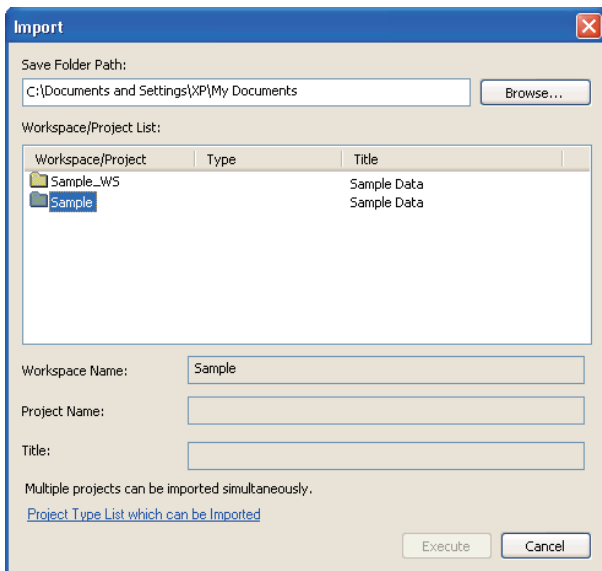 Import
Save Folder Path:
C:\Documents and Settings\XP\My Documents
Browse...
Workspace/Project List:
Workspace/Project Type Title
Sample_WS Sample Data
Sample Sample Data
Workspace Name: Sample
Project Name:
Title:
Multiple projects can be imported simultaneously.
Project Type List which can be Imported
Execute Cancel